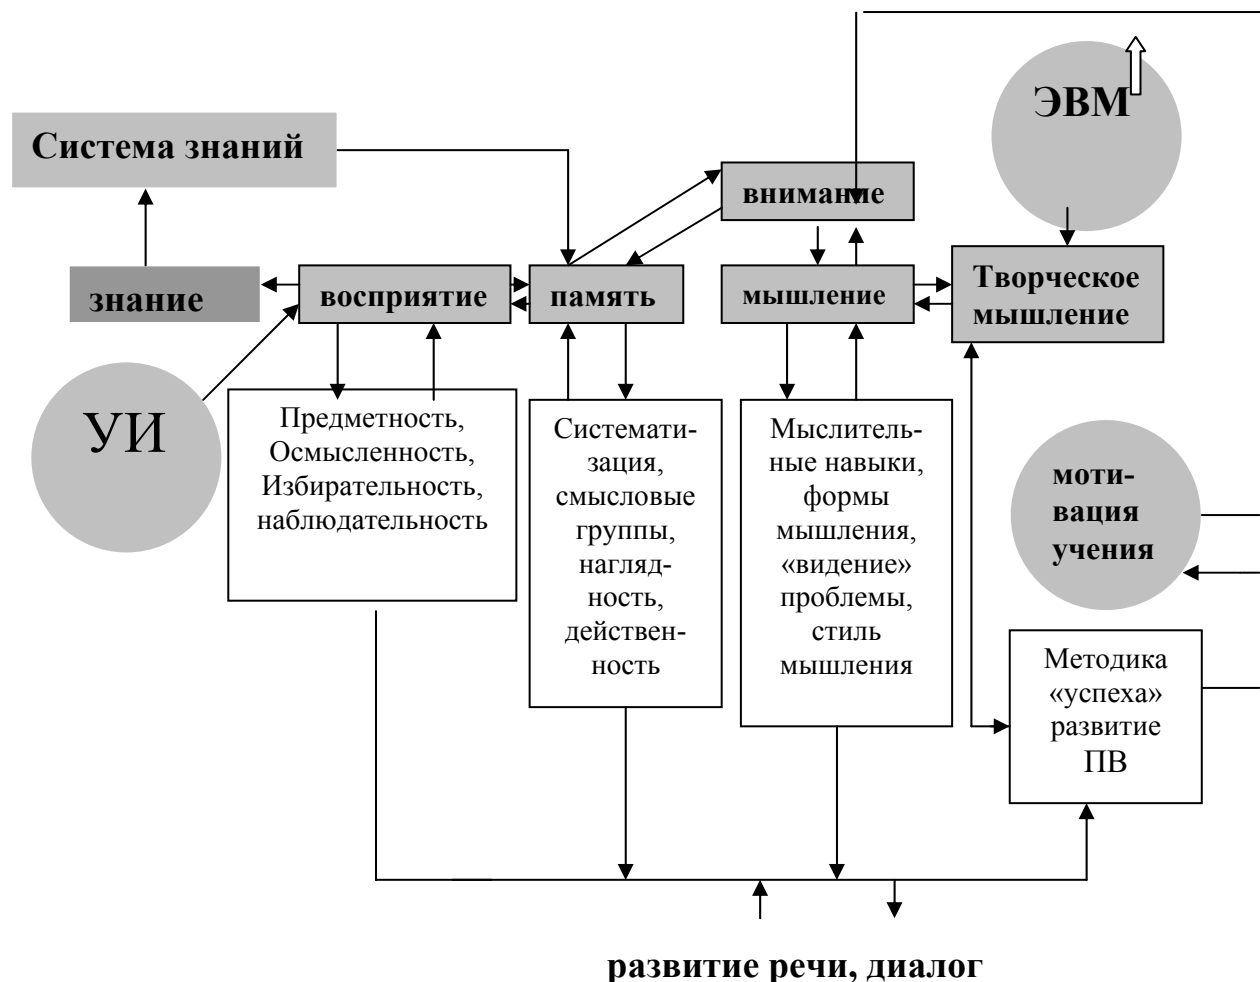 ЭВМ
Система знаний
внимание
знание
восприятие
память
мышление
Творческое
мышление
УИ
Предметность,
Осмысленность,
Избирательность,
наблюдательность
Системати-
зация,
смысловые
группы,
нагляд-
ность,
действен-
ность
Мыслитель-
ные навыки,
формы
мышления,
«видение»
проблемы,
стиль
мышления
моти-
вация
учения
Методика
«успеха»
развитие
ПВ
развитие речи, диалог